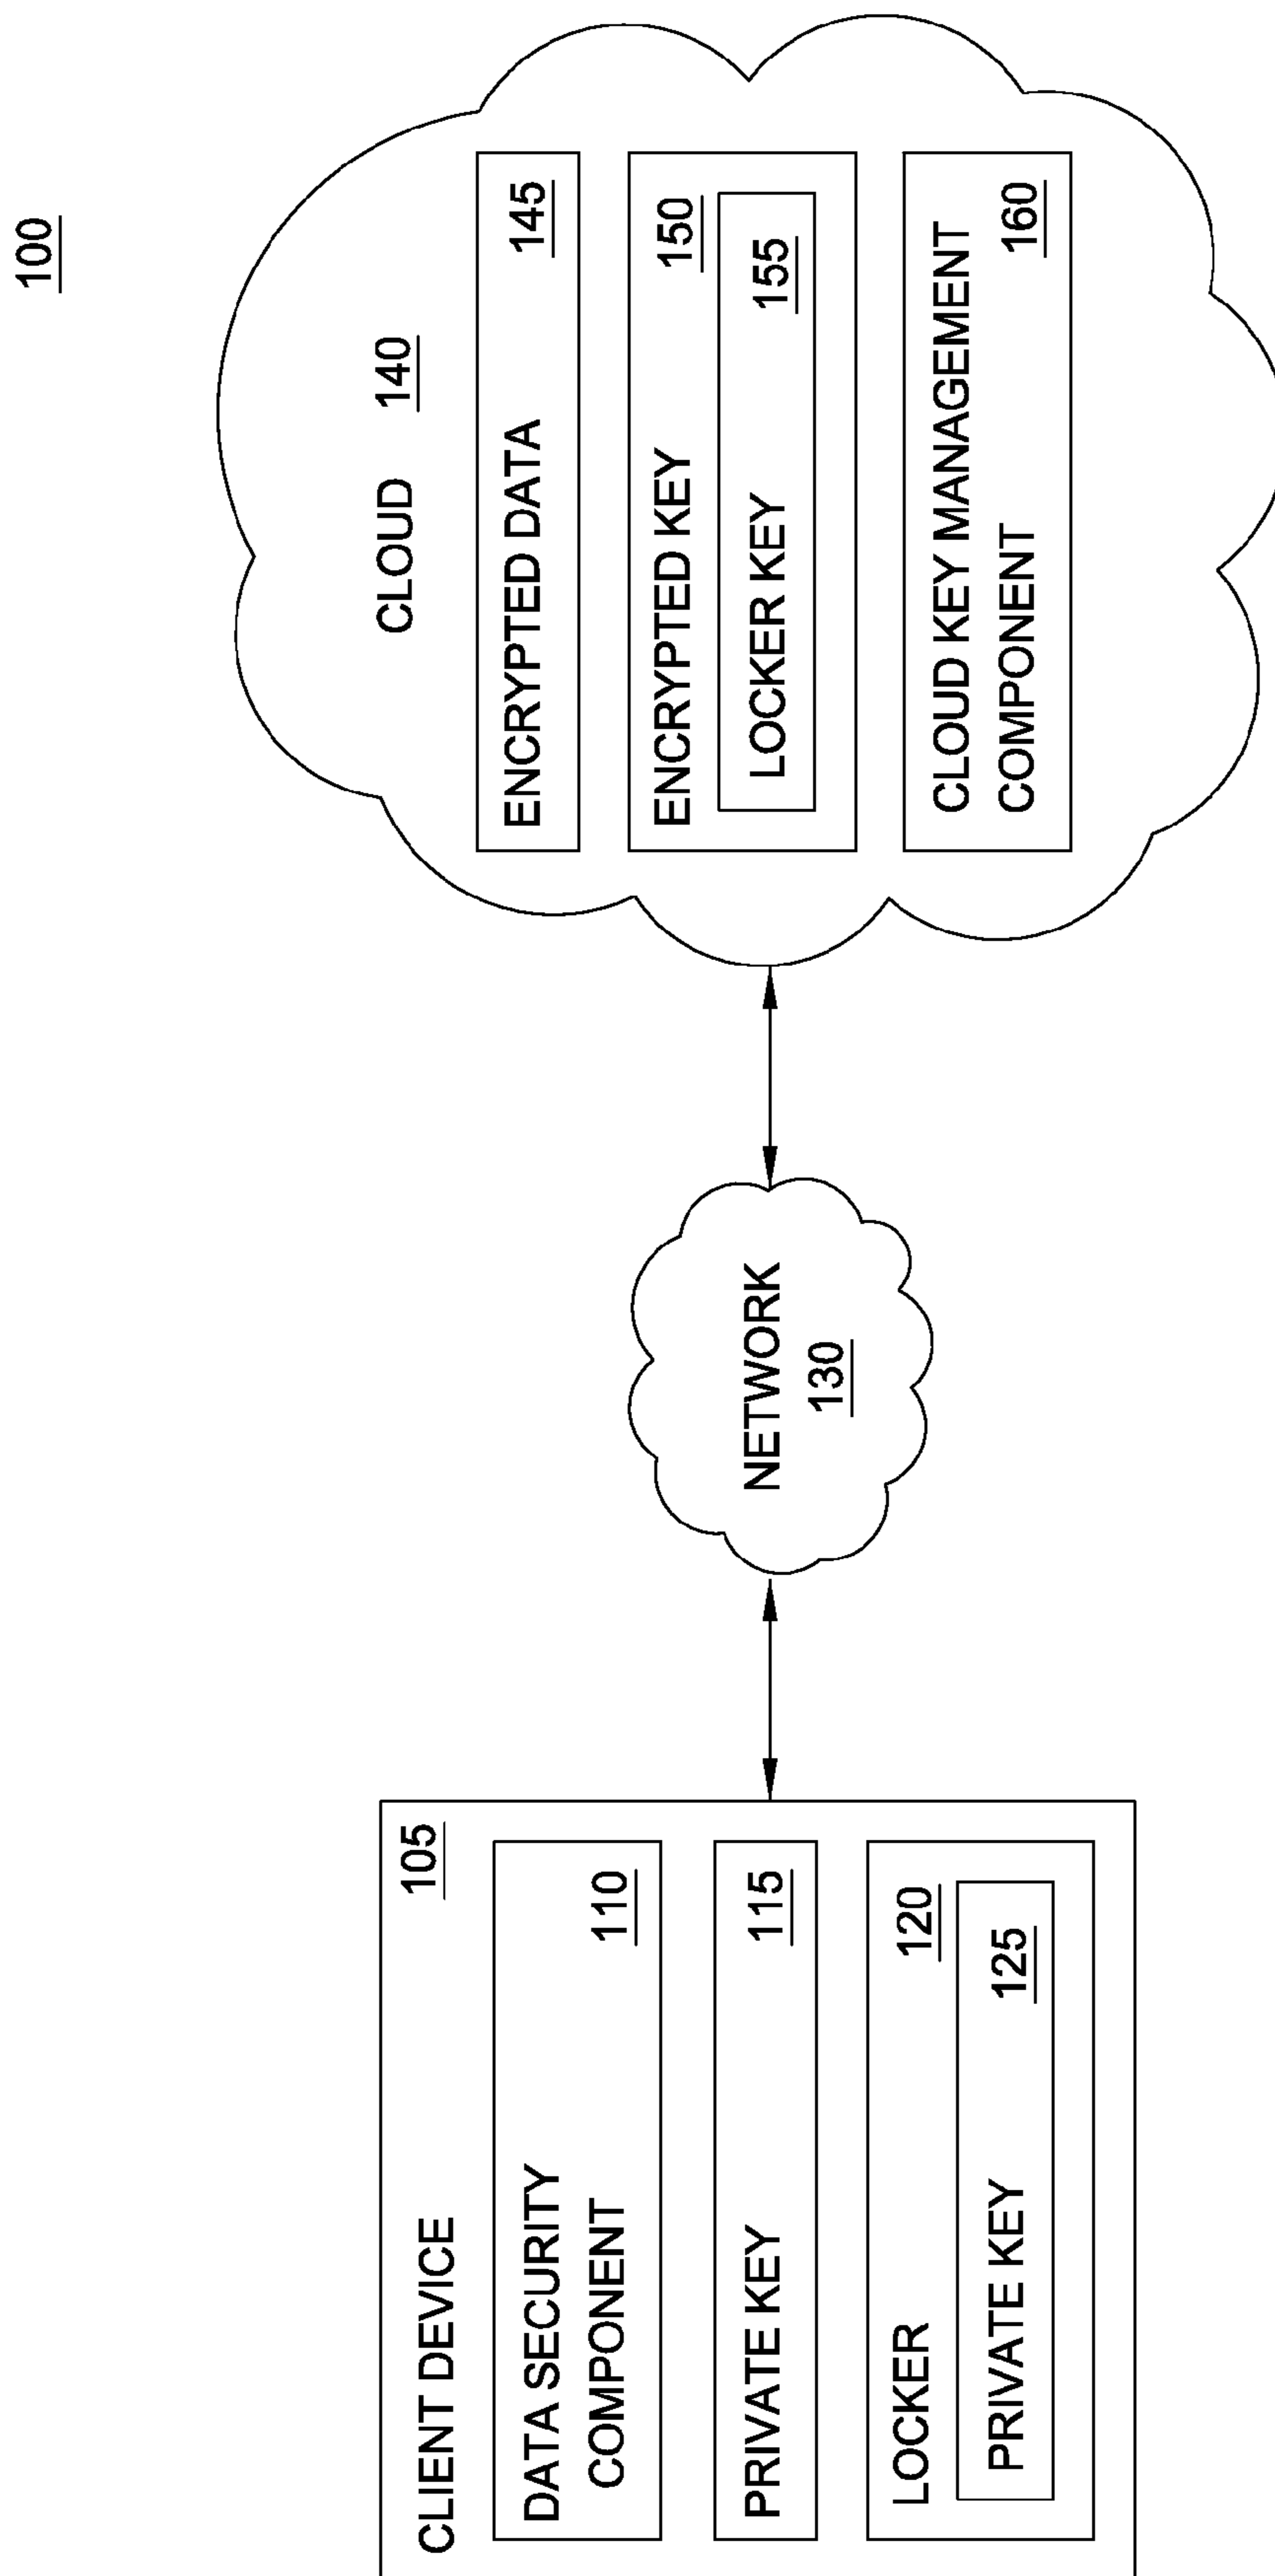 100
CLIENT DEVICE
105
DATA SECURITY
COMPONENT 110
PRIVATE KEY 115
LOCKER 120
PRIVATE KEY 125
NETWORK
130
CLOUD 140
ENCRYPTED DATA 145
ENCRYPTED KEY 150
LOCKER KEY 155
CLOUD KEY MANAGEMENT
COMPONENT 160